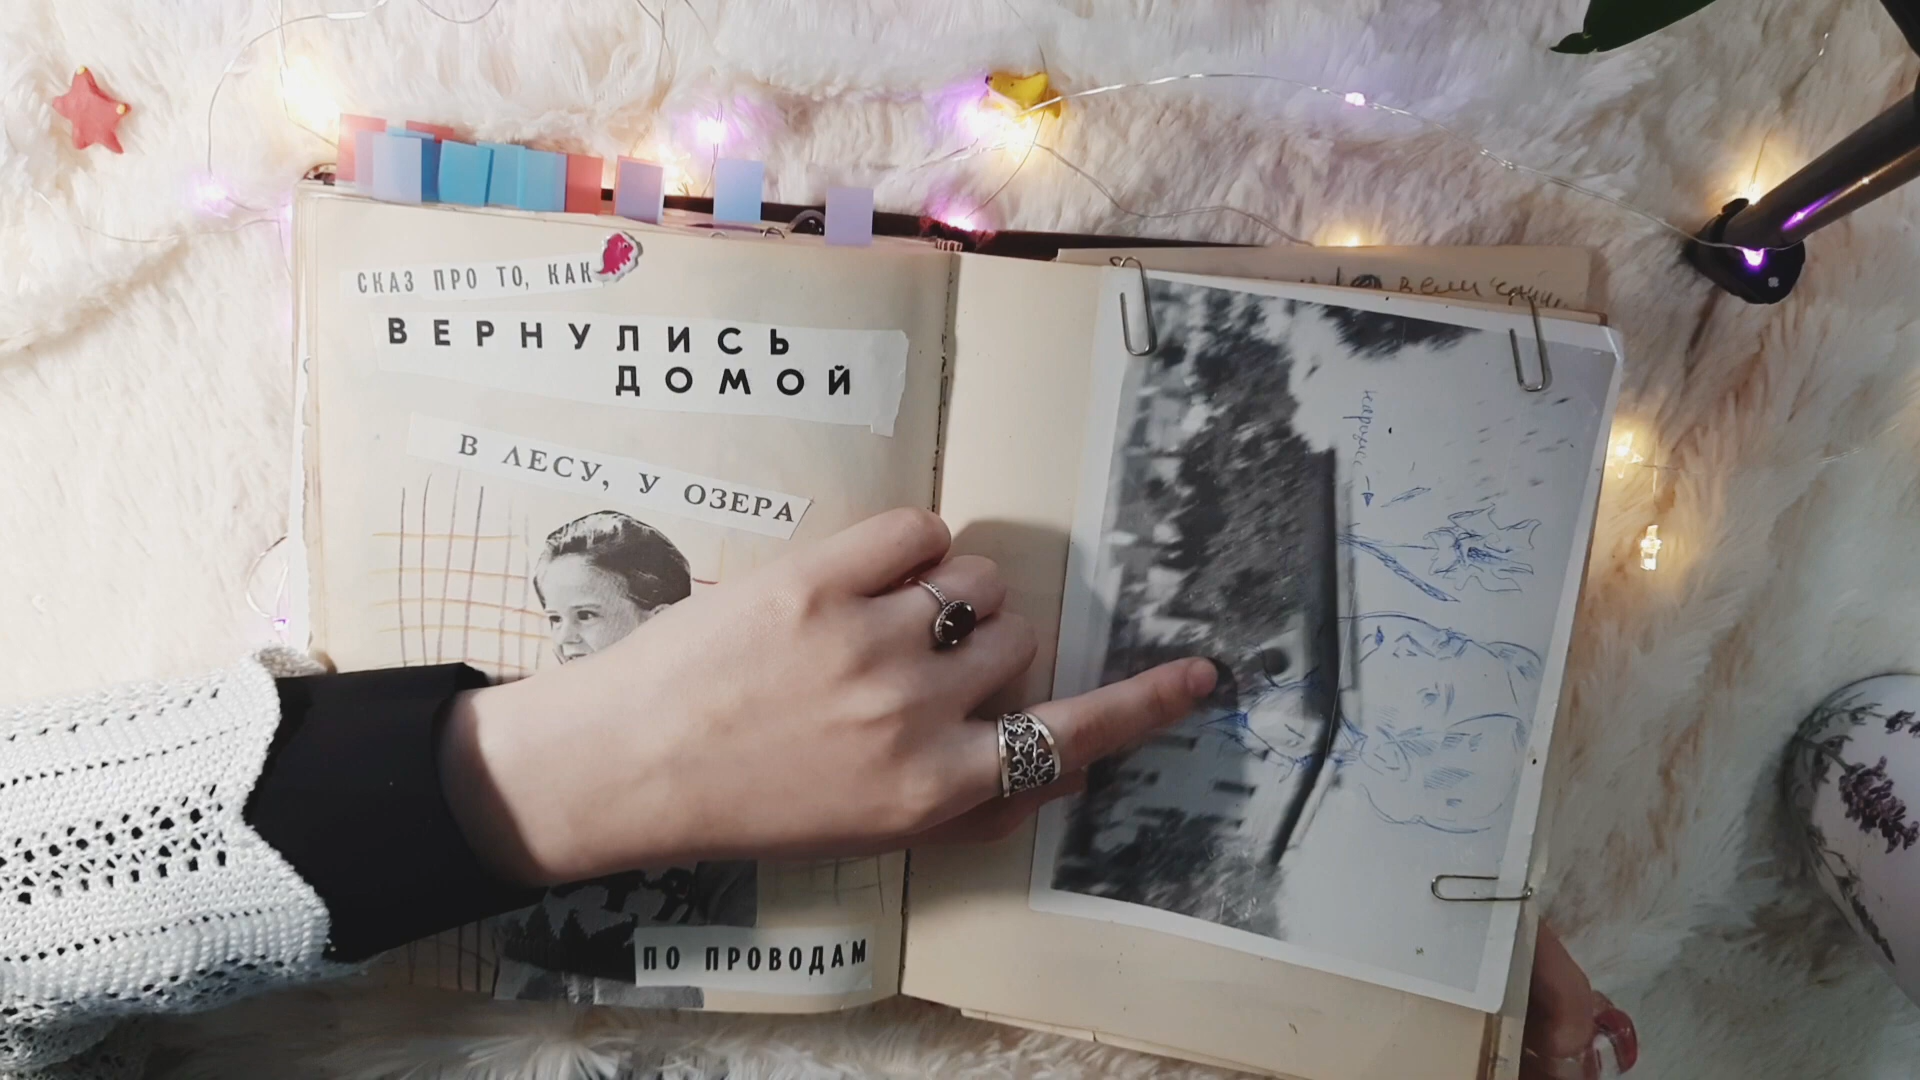 СКАЗ ПРО ТО, КАК
ВЕРНУЛИСЬ
ДОМОЙ
В ЛЕСУ, У ОЗЕРА
ПО ПРОВОДАМ